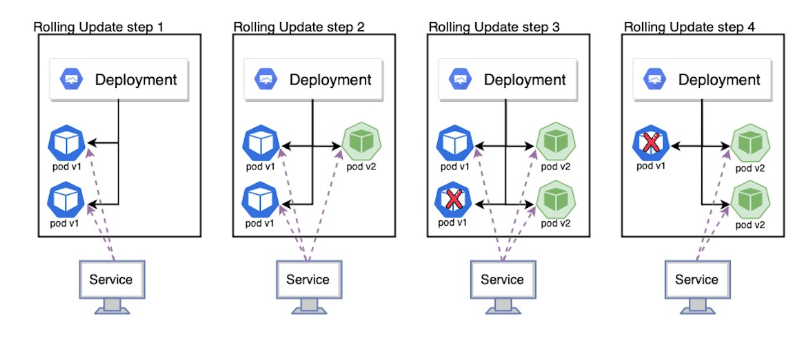 Rolling Update step 1
Deployment
pod v1
pod v1
Service
Rolling Update step 2
Deployment
pod v1
pod v2
pod v1
Service
Rolling Update step 3
Deployment
pod v1
pod v2
pod v1
pod v2
Service
Rolling Update step 4
Deployment
pod v1
pod v2
pod v2
Service